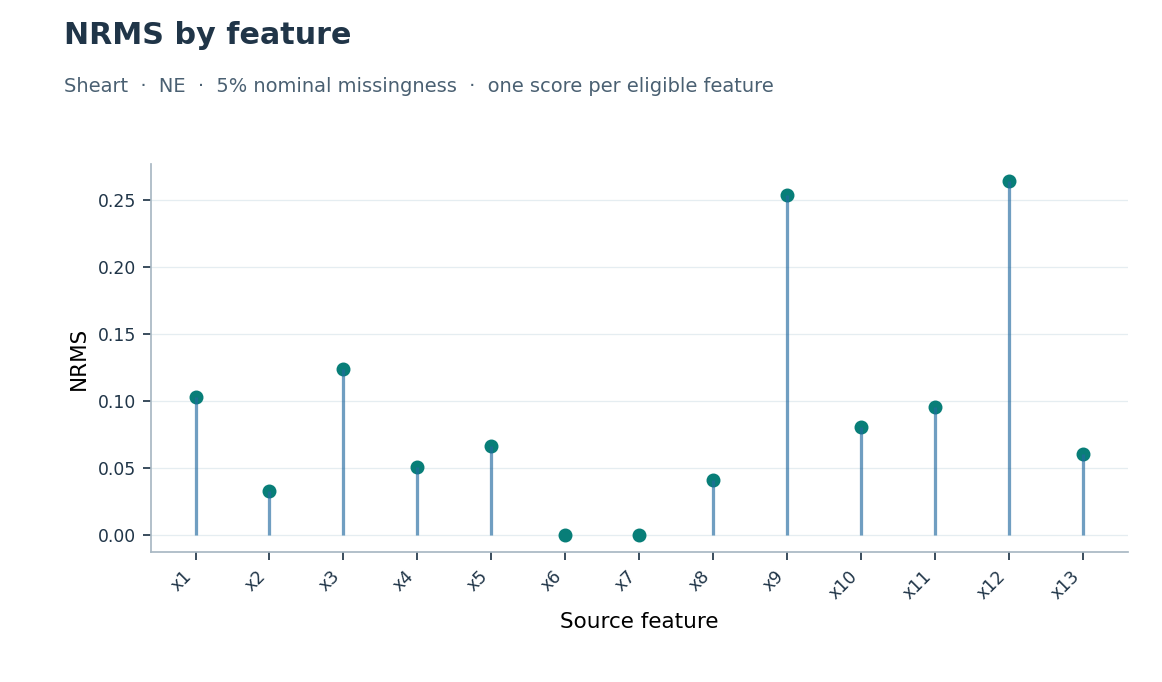 NRMS by feature
Sheart · NE · 5% nominal missingness · one score per eligible feature
0.25
0.20
0.15
0.10
0.05
0.00
NRMS
x1 x2 x3 x4 x5 x6 x7 x8 x9 x10 x11 x12 x13
Source feature